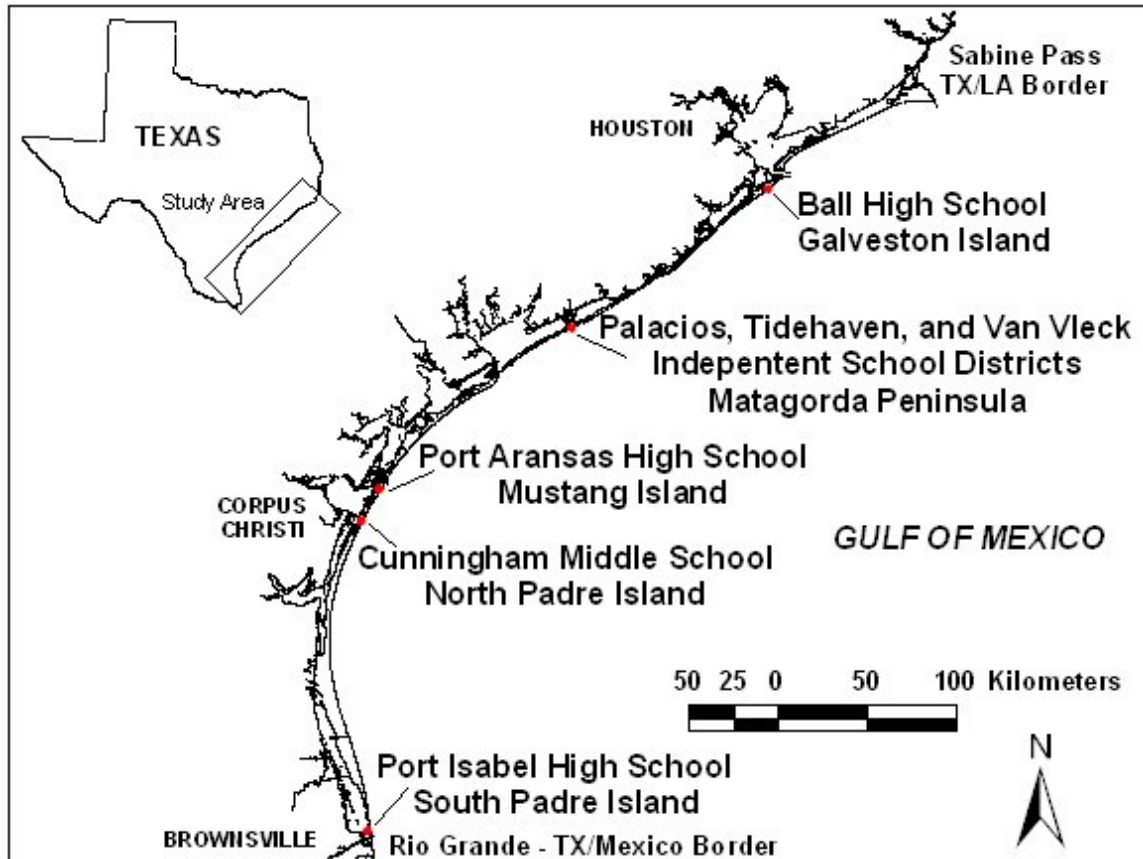 Sabine Pass
TX/LA Border
TEXAS
HOUSTON
Study Area
Ball High School
Galveston Island
Palacios, Tidehaven, and Van Vleck
Indepentent School Districts
Matagorda Peninsula
Port Aransas High School
Mustang Island
CORPUS
CHRISTI
GULF OF MEXICO
Cunningham Middle School
North Padre Island
50 25 0 50 100 Kilometers
N
Port Isabel High School
South Padre Island
BROWNSVILLE
Rio Grande - TX/Mexico Border